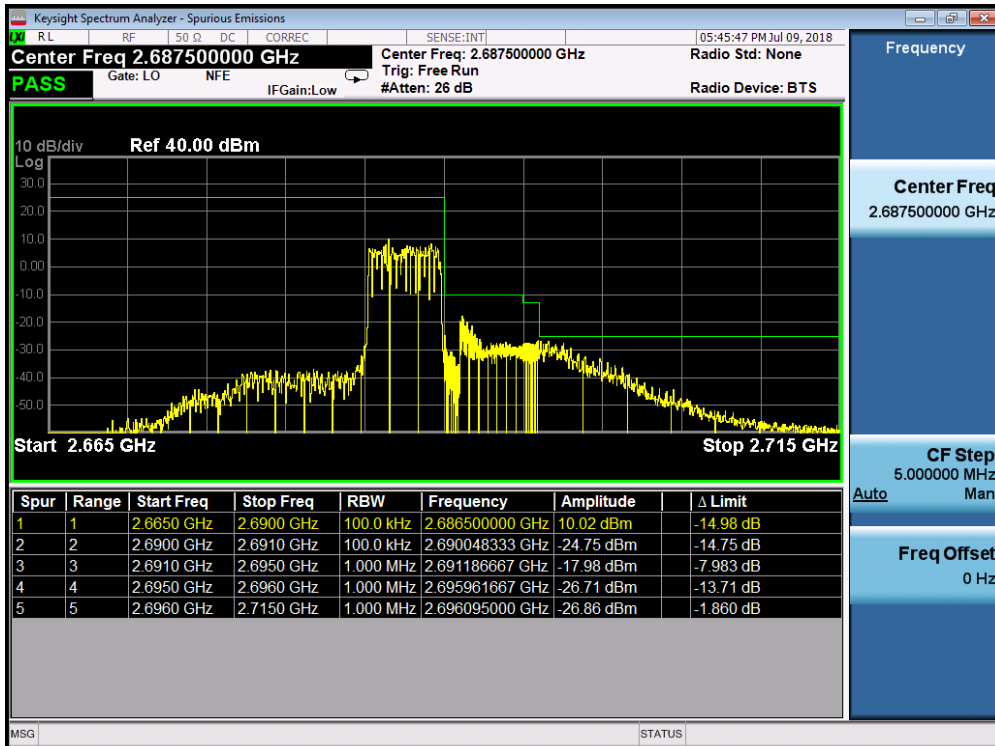 Keysight Spectrum Analyzer - Spurious Emissions
LXI RL RF 50 Ω DC CORREC SENSE:INT 05:45:47 PM Jul 09, 2018
Center Freq 2.687500000 GHz
Center Freq: 2.687500000 GHz
Radio Std: None
PASS
Gate: LO NFE
Trig: Free Run
IFGain:Low
#Atten: 26 dB
Radio Device: BTS
10 dB/div Ref 40.00 dBm
Log
30.0
20.0
10.0
0.00
-10.0
-20.0
-30.0
-40.0
-50.0
Start 2.665 GHz Stop 2.715 GHz
Spur Range Start Freq Stop Freq RBW Frequency Amplitude Δ Limit
1 1 2.6650 GHz 2.6900 GHz 100.0 kHz 2.686500000 GHz 10.02 dBm -14.98 dB
2 2 2.6900 GHz 2.6910 GHz 100.0 kHz 2.690048333 GHz -24.75 dBm -14.75 dB
3 3 2.6910 GHz 2.6950 GHz 1.000 MHz 2.691186667 GHz -17.98 dBm -7.983 dB
4 4 2.6950 GHz 2.6960 GHz 1.000 MHz 2.695961667 GHz -26.71 dBm -13.71 dB
5 5 2.6960 GHz 2.7150 GHz 1.000 MHz 2.696095000 GHz -26.86 dBm -1.860 dB
Frequency
Center Freq
2.687500000 GHz
CF Step
5.000000 MHz
Auto Man
Freq Offset
0 Hz
MSG STATUS